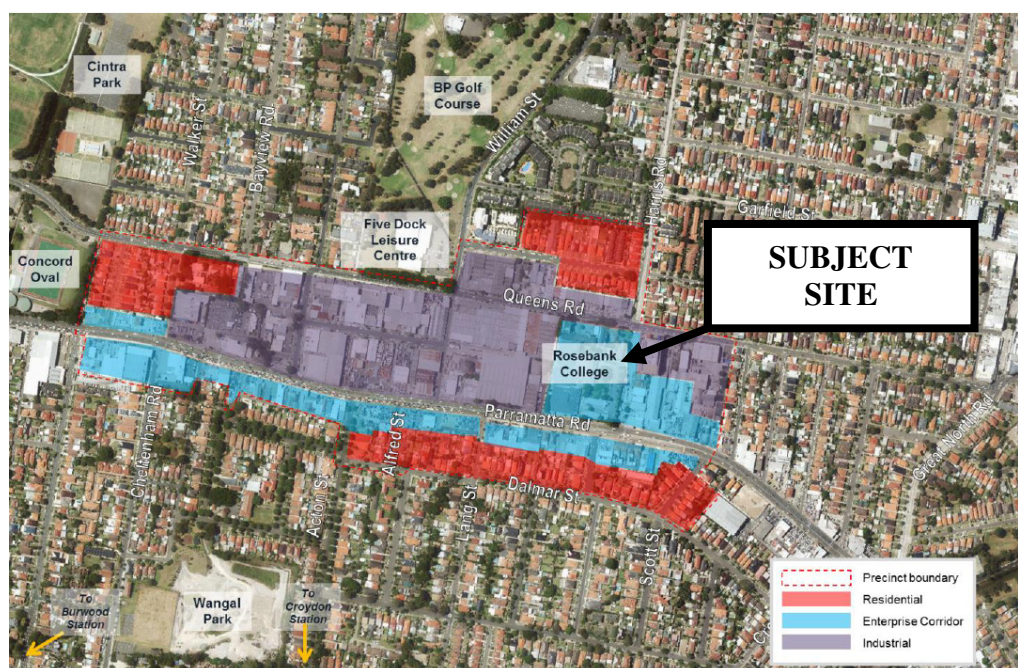 Cintra
Park
BP Golf
Course
Walker St
Bayview Rd
William St
Harris Rd
Garfield St
Five Dock
Leisure
Centre
Concord
Oval
SUBJECT
SITE
Queens Rd
Rosebank
College
Parramatta Rd
Great North Rd
Cheltenham Rd
Alfred St
Acton St
Lang St
Dalmar St
Scott St
Wangal
Park
To
Burwood
Station
To
Croydon
Station
Precinct boundary
Residential
Enterprise Corridor
Industrial